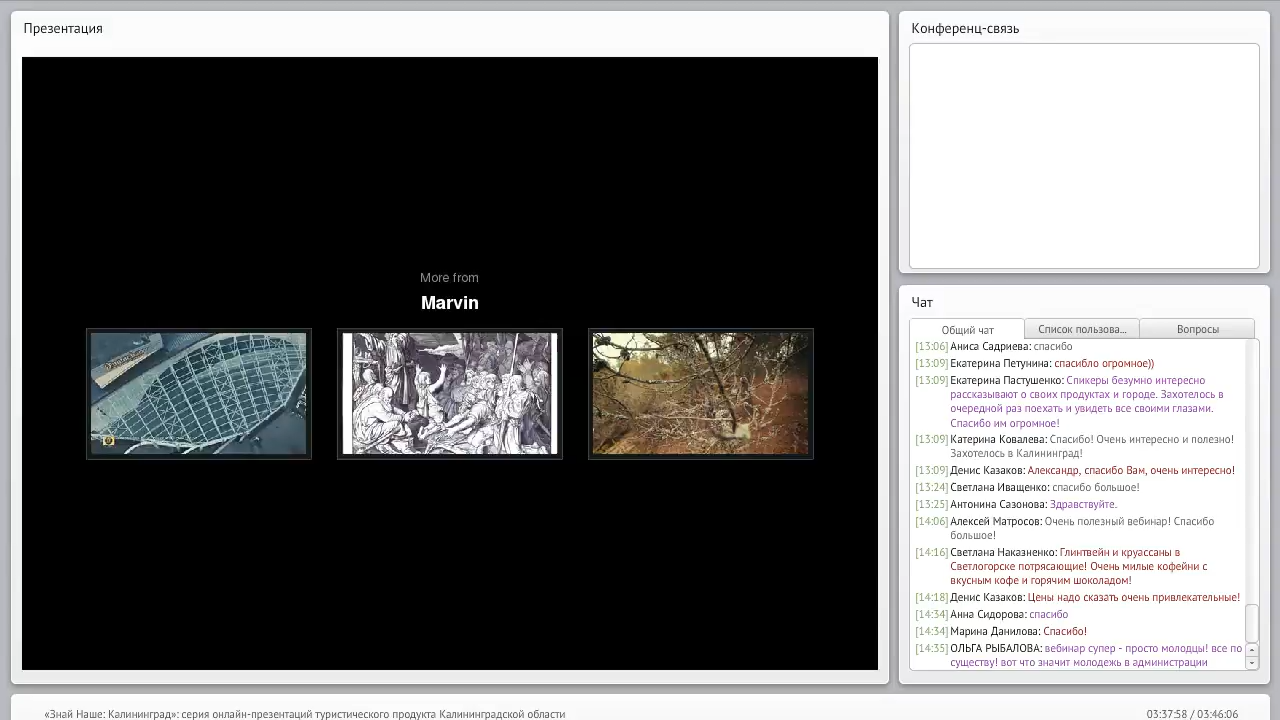 Презентация
More from
Marvin
Конференц-связь
Чат
Общий чат
Список пользова...
Вопросы
[13:06] Аниса Садриева: спасибо
[13:09] Екатерина Петунина: спасибло огромное))
[13:09] Екатерина Пастушенко: Спикеры безумно интересно
рассказывают о своих продуктах и городе. Захотелось в
очередной раз поехать и увидеть все своими глазами.
Спасибо им огромное!
[13:09] Катерина Ковалева: Спасибо! Очень интересно и полезно!
Захотелось в Калининград!
[13:09] Денис Казаков: Александр, спасибо Вам, очень интересно!
[13:24] Светлана Иващенко: спасибо большое!
[13:25] Антонина Сазонова: Здравствуйте.
[14:06] Алексей Матросов: Очень полезный вебинар! Спасибо
большое!
[14:16] Светлана Наказненко: Глинтвейн и круассаны в
Светлогорске потрясающие! Очень милые кофейни с
вкусным кофе и горячим шоколадом!
[14:18] Денис Казаков: Цены надо сказать очень привлекательные!
[14:34] Анна Сидорова: спасибо
[14:34] Марина Данилова: Спасибо!
[14:35] ОЛЬГА РЫБАЛОВА: вебинар супер - просто молодцы! все по
существу! вот что значит молодежь в администрации
«Знай Наше: Калининград»: серия онлайн-презентаций туристического продукта Калининградской области
03:37:58 / 03:46:06